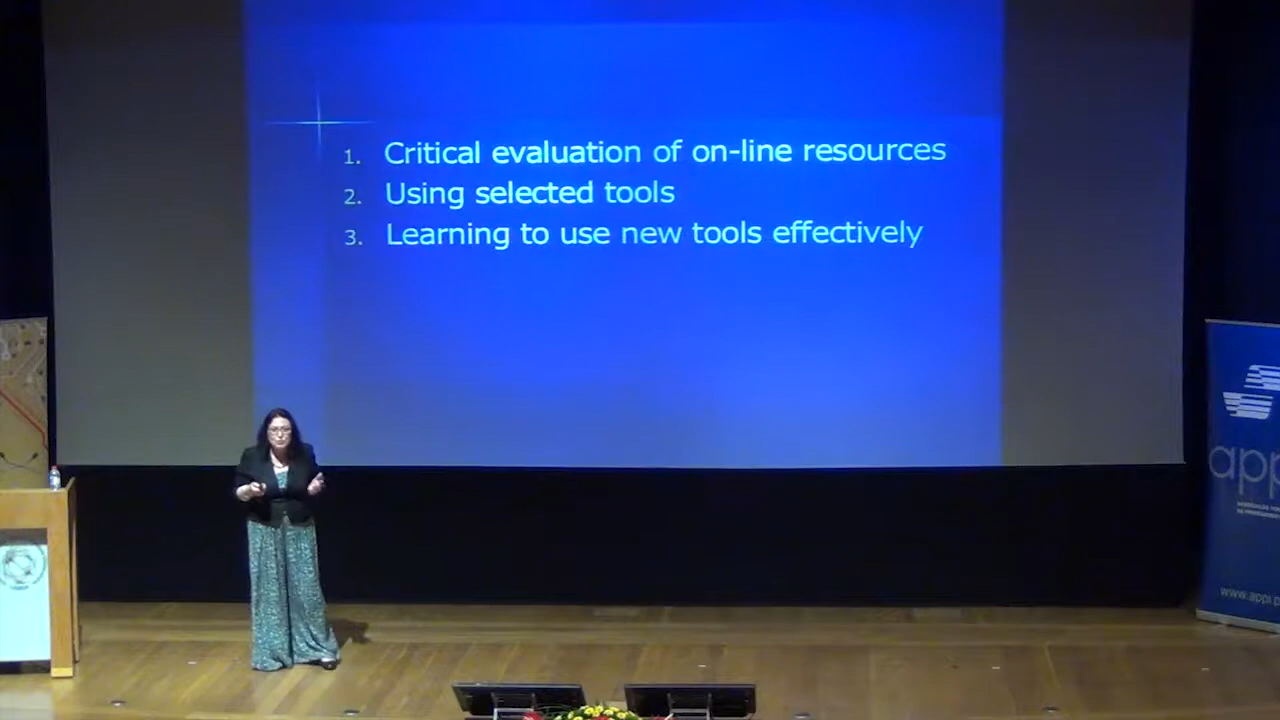 1. Critical evaluation of on-line resources
2. Using selected tools
3. Learning to use new tools effectively
app
www.appi.p